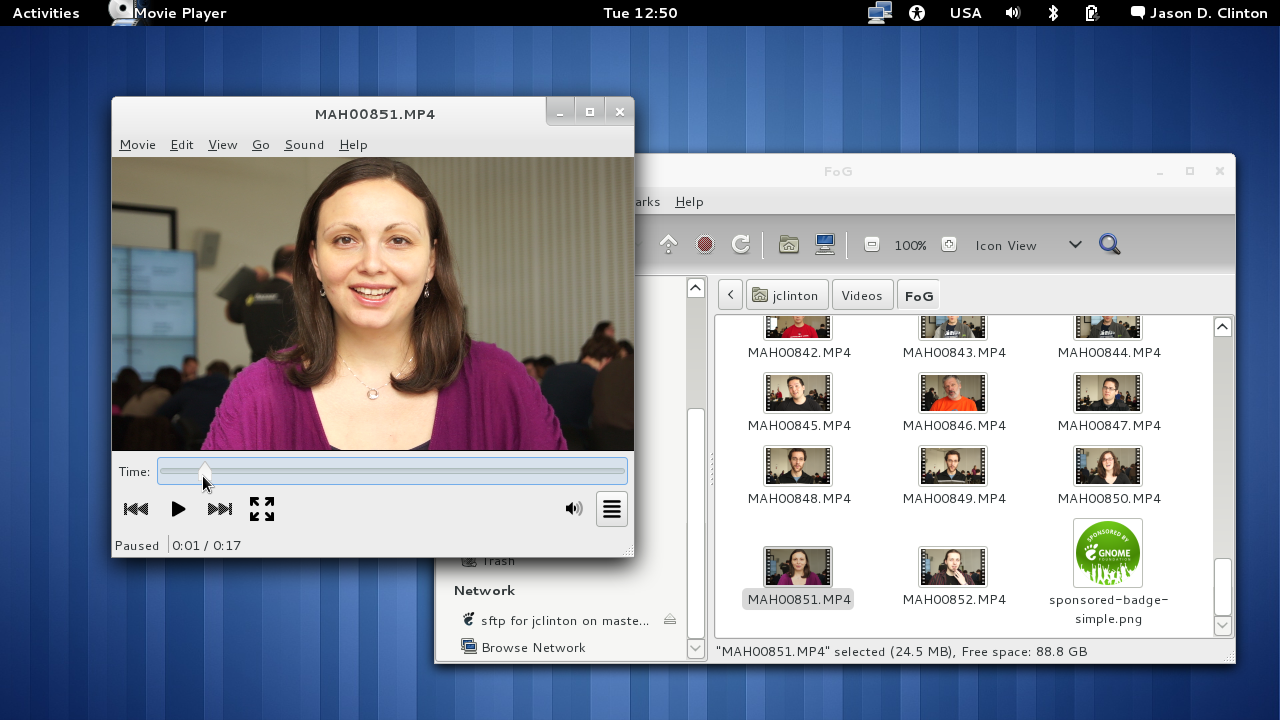 Activities
Movie Player
Tue 12:50
USA
Jason D. Clinton
MAH00851.MP4
Movie Edit View Go Sound Help
Time:
Paused 0:01 / 0:17
FoG
arks Help
100% Icon View
jclinton Videos FoG
MAH00842.MP4 MAH00843.MP4 MAH00844.MP4
MAH00845.MP4 MAH00846.MP4 MAH00847.MP4
MAH00848.MP4 MAH00849.MP4 MAH00850.MP4
SPONSORED BY
GNOME
FOUNDATION
MAH00851.MP4 MAH00852.MP4 sponsored-badge-
simple.png
Trash
Network
sftp for jclinton on maste...
Browse Network
"MAH00851.MP4" selected (24.5 MB), Free space: 88.8 GB